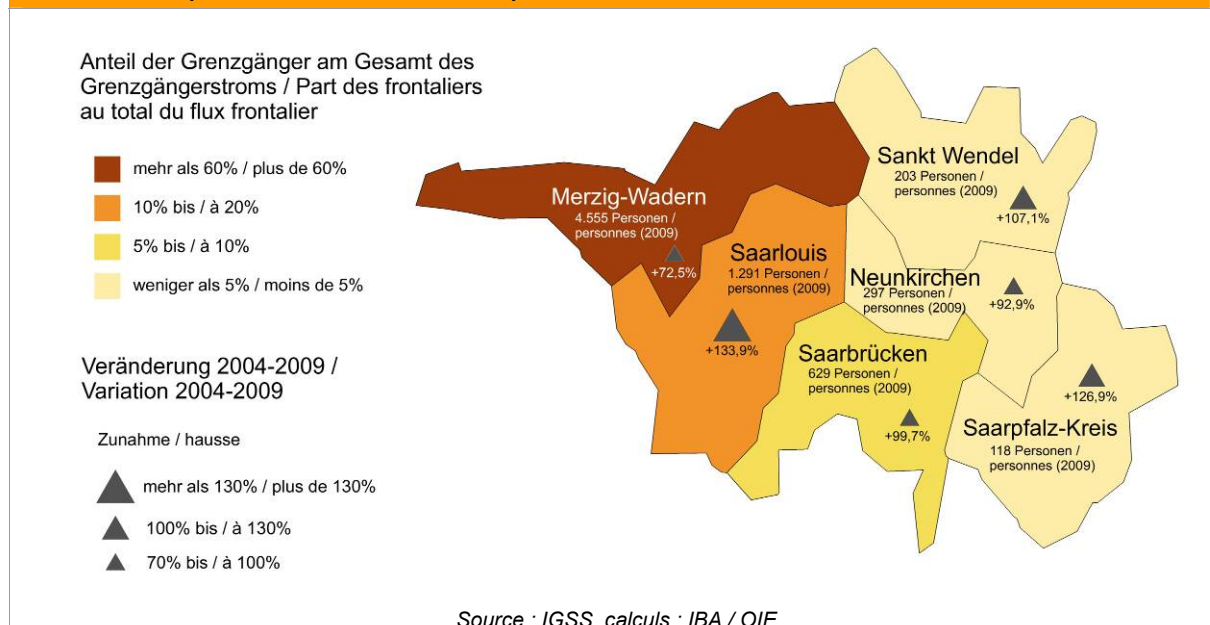 Anteil der Grenzgänger am Gesamt des
Grenzgängerstroms / Part des frontaliers
au total du flux frontalier
mehr als 60% / plus de 60%
10% bis / à 20%
5% bis / à 10%
weniger als 5% / moins de 5%
Veränderung 2004-2009 /
Variation 2004-2009
Zunahme / hausse
mehr als 130% / plus de 130%
100% bis / à 130%
70% bis / à 100%
Merzig-Wadern
4.555 Personen /
personnes (2009)
+72,5%
Saarlouis
1.291 Personen /
personnes (2009)
+133,9%
Sankt Wendel
203 Personen /
personnes (2009)
+107,1%
Neunkirchen
297 Personen /
personnes (2009)
+92,9%
Saarbrücken
629 Personen /
personnes (2009)
+99,7%
Saarpfalz-Kreis
118 Personen /
personnes (2009)
+126,9%
Source : IGSS, calculs : IBA / OIE